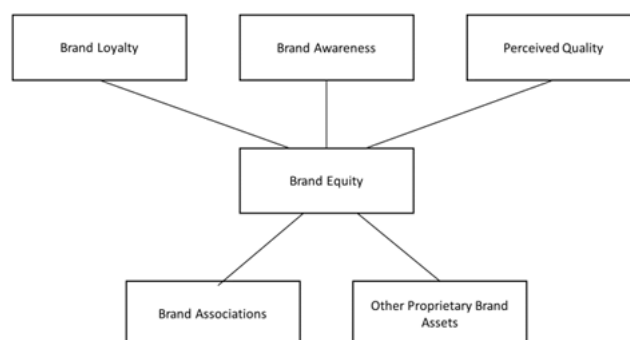 Brand Loyalty
Brand Awareness
Perceived Quality
Brand Equity
Brand Associations
Other Proprietary Brand
Assets